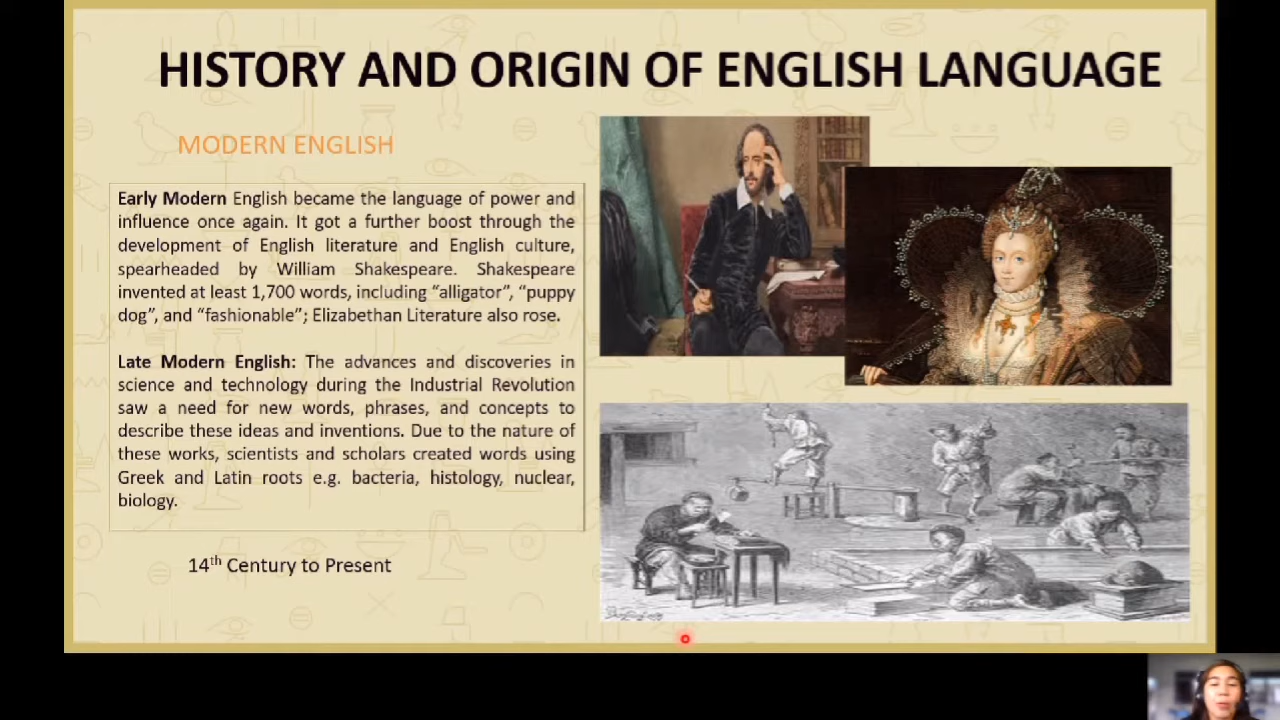 HISTORY AND ORIGIN OF ENGLISH LANGUAGE
MODERN ENGLISH
Early Modern English became the language of power and
influence once again. It got a further boost through the
development of English literature and English culture,
spearheaded by William Shakespeare. Shakespeare
invented at least 1,700 words, including “alligator”, “puppy
dog”, and “fashionable”; Elizabethan Literature also rose.
Late Modern English: The advances and discoveries in
science and technology during the Industrial Revolution
saw a need for new words, phrases, and concepts to
describe these ideas and inventions. Due to the nature of
these works, scientists and scholars created words using
Greek and Latin roots e.g. bacteria, histology, nuclear,
biology.
14th Century to Present